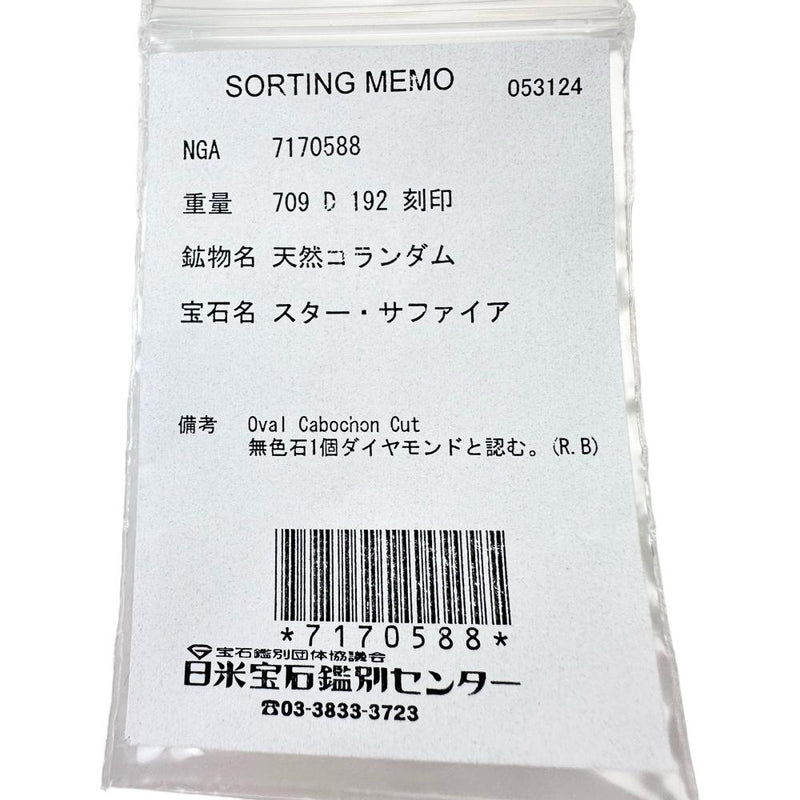 SORTING MEMO 053124
NGA 7170588
重量 709 D 192 刻印
鉱物名 天然コランダム
宝石名 スター・サファイア
備考 Oval Cabochon Cut
無色石1個ダイヤモンドと認む。(R.B)
*7170588*
宝石鑑別団体協議会
日米宝石鑑別センター
☎03-3833-3723